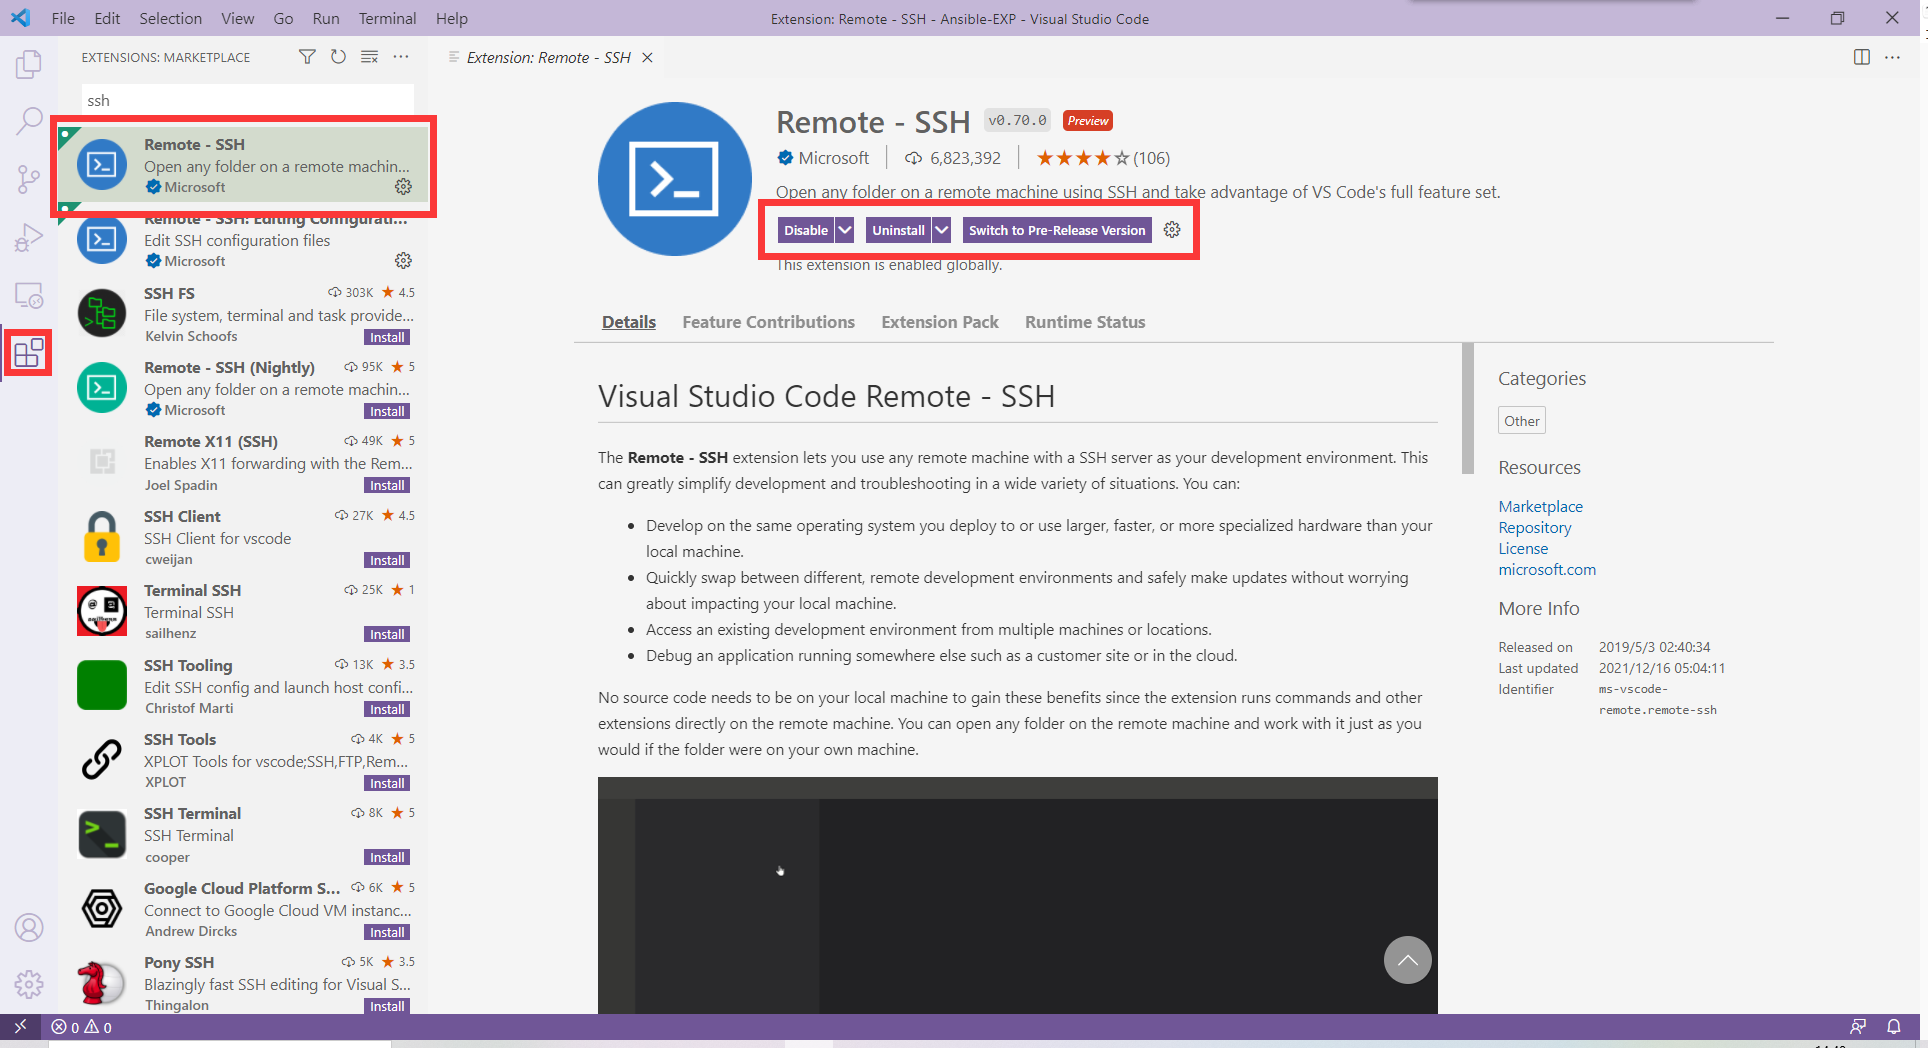 File Edit Selection View Go Run Terminal Help
Extension: Remote - SSH - Ansible-EXP - Visual Studio Code
EXTENSIONS: MARKETPLACE
ssh
Remote - SSH
Open any folder on a remote machin...
Microsoft
Remote - SSH: Editing Configurati...
Edit SSH configuration files
Microsoft
SSH FS 303K 4.5
File system, terminal and task provide...
Kelvin Schoofs Install
Remote - SSH (Nightly) 95K 5
Open any folder on a remote machin...
Microsoft Install
Remote X11 (SSH) 49K 5
Enables X11 forwarding with the Rem...
Joel Spadin Install
SSH Client 27K 4.5
SSH Client for vscode
cweijan Install
Terminal SSH 25K 1
Terminal SSH
sailhenz Install
SSH Tooling 13K 3.5
Edit SSH config and launch host confi...
Christof Marti Install
SSH Tools 4K 5
XPLOT Tools for vscode;SSH,FTP,Rem...
XPLOT Install
SSH Terminal 8K 5
SSH Terminal
cooper Install
Google Cloud Platform S... 6K 5
Connect to Google Cloud VM instanc...
Andrew Dircks Install
Pony SSH 5K 3.5
Blazingly fast SSH editing for Visual S...
Thingalon Install
Extension: Remote - SSH
Remote - SSH v0.70.0 Preview
Microsoft 6,823,392 (106)
Open any folder on a remote machine using SSH and take advantage of VS Code's full feature set.
Disable Uninstall Switch to Pre-Release Version
This extension is enabled globally.
Details Feature Contributions Extension Pack Runtime Status
Visual Studio Code Remote - SSH
The Remote - SSH extension lets you use any remote machine with a SSH server as your development environment. This
can greatly simplify development and troubleshooting in a wide variety of situations. You can:
• Develop on the same operating system you deploy to or use larger, faster, or more specialized hardware than your
local machine.
• Quickly swap between different, remote development environments and safely make updates without worrying
about impacting your local machine.
• Access an existing development environment from multiple machines or locations.
• Debug an application running somewhere else such as a customer site or in the cloud.
No source code needs to be on your local machine to gain these benefits since the extension runs commands and other
extensions directly on the remote machine. You can open any folder on the remote machine and work with it just as you
would if the folder were on your own machine.
Categories
Other
Resources
Marketplace
Repository
License
microsoft.com
More Info
Released on 2019/5/3 02:40:34
Last updated 2021/12/16 05:04:11
Identifier ms-vscode-
remote.remote-ssh
0 0